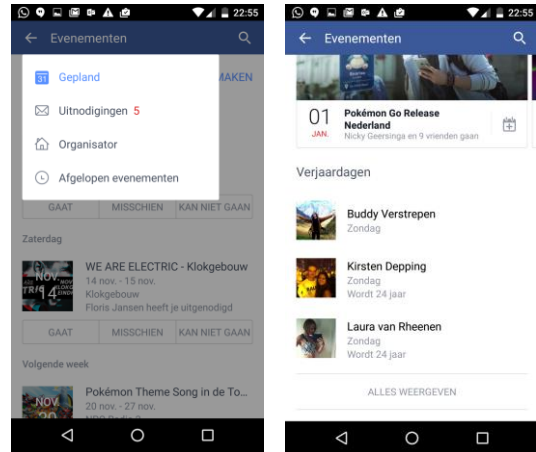 22:55
Evenementen
Gepland
MAKEN
Uitnodigingen 5
Organisator
Afgelopen evenementen
GAAT MISSCHIEN KAN NIET GAAN
Zaterdag
WE ARE ELECTRIC - Klokgebouw
14 nov. - 15 nov.
Klokgebouw
Floris Jansen heeft je uitgenodigd
GAAT MISSCHIEN KAN NIET GAAN
Volgende week
Pokémon Theme Song in de To...
20 nov. - 27 nov.
22:55
Evenementen
01
JAN.
Pokémon Go Release
Nederland
Nicky Geersinga en 9 vrienden gaan
Verjaardagen
Buddy Verstrepen
Zondag
Kirsten Depping
Zondag
Wordt 24 jaar
Laura van Rheenen
Zondag
Wordt 24 jaar
ALLES WEERGEVEN